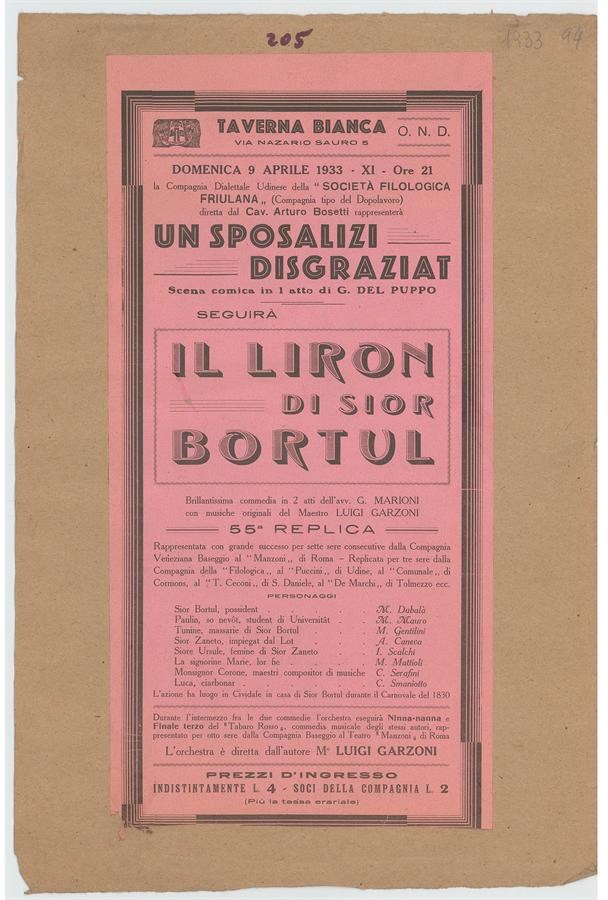 205
1933 94
TAVERNA BIANCA O. N. D.
VIA NAZARIO SAURO 5
DOMENICA 9 APRILE 1933 - XI - Ore 21
la Compagnia Dialettale Udinese della "SOCIETÀ FILOLOGICA
FRIULANA„ (Compagnia tipo del Dopolavoro)
diretta dal Cav. Arturo Bosetti rappresenterà
UN SPOSALIZI
DISGRAZIAT
Scena comica in 1 atto di G. DEL PUPPO
SEGUIRÀ
IL LIRON
DI SIOR
BORTUL
Brillantissima commedia in 2 atti dell'avv. G. MARIONI
con musiche originali del Maestro LUIGI GARZONI
55ª REPLICA
Rappresentata con grande successo per sette sere consecutive dalla Compagnia
Veneziana Baseggio al "Manzoni„ di Roma - Replicata per tre sere dalla
Compagnia della "Filologica„, al "Puccini„ di Udine, al "Comunale„ di
Cormons, al "T. Ceconi„ di S. Daniele, al "De Marchi„ di Tolmezzo ecc.
PERSONAGGI
Sior Bortul, possident . . . . . . M. Dabalà
Paulin, so nevôt, student di Universitât . . . M. Mauro
Tunine, massarie di Sior Bortul . . . . M. Gentilini
Sior Zaneto, impiegat dal Lot . . . . A. Caneva
Siore Ursule, femine di Sior Zaneto . . . I. Scalchi
La signorine Marie, lor fie . . . . . M. Mattioli
Monsignor Corone, maestri compositor di musiche C. Serafini
Luca, ciarbonar . . . . . . . C. Smaniotto
L'azione ha luogo in Cividale in casa di Sior Bortul durante il Carnovale del 1830
Durante l'intermezzo fra le due commedie l'orchestra eseguirà Ninna-nanna e
Finale terzo del "Tabaro Rosso„, commedia musicale degli stessi autori, rap-
presentato per otto sere dalla Compagnia Baseggio al Teatro "Manzoni„ di Roma
L'orchestra è diretta dall'autore Mº LUIGI GARZONI
PREZZI D'INGRESSO
INDISTINTAMENTE L. 4 - SOCI DELLA COMPAGNIA L. 2
(Più la tassa erariale)